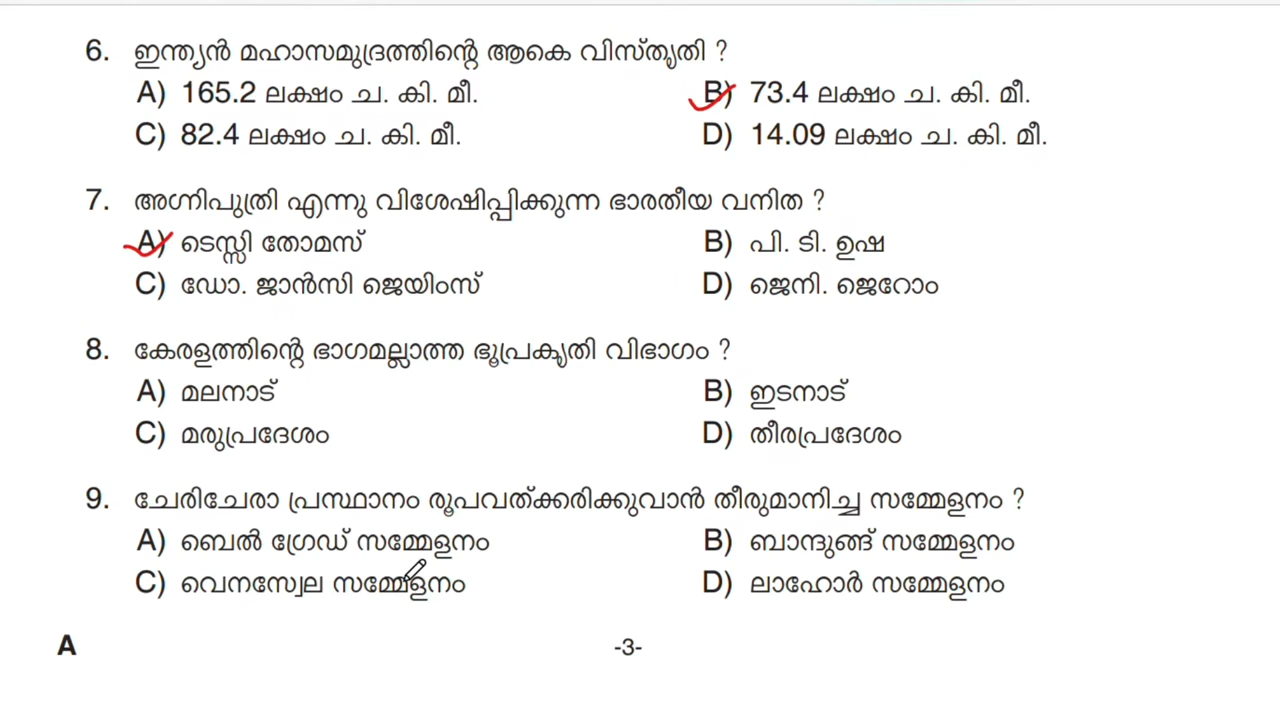 6. ഇന്ത്യൻ മഹാസമുദ്രത്തിന്റെ ആകെ വിസ്തൃതി ?
A) 165.2 ലക്ഷം ച. കി. മീ. B) 73.4 ലക്ഷം ച. കി. മീ.
C) 82.4 ലക്ഷം ച. കി. മീ. D) 14.09 ലക്ഷം ച. കി. മീ.
7. അഗ്നിപുത്രി എന്നു വിശേഷിപ്പിക്കുന്ന ഭാരതീയ വനിത ?
A) ടെസ്സി തോമസ് B) പി. ടി. ഉഷ
C) ഡോ. ജാൻസി ജെയിംസ് D) ജെനി. ജെറോം
8. കേരളത്തിന്റെ ഭാഗമല്ലാത്ത ഭൂപ്രകൃതി വിഭാഗം ?
A) മലനാട് B) ഇടനാട്
C) മരുപ്രദേശം D) തീരപ്രദേശം
9. ചേരിചേരാ പ്രസ്ഥാനം രൂപവത്ക്കരിക്കുവാൻ തീരുമാനിച്ച സമ്മേളനം ?
A) ബെൽ ഗ്രേഡ് സമ്മേളനം B) ബാന്ദുങ്ങ് സമ്മേളനം
C) വെനസ്വേല സമ്മേളനം D) ലാഹോർ സമ്മേളനം
A -3-